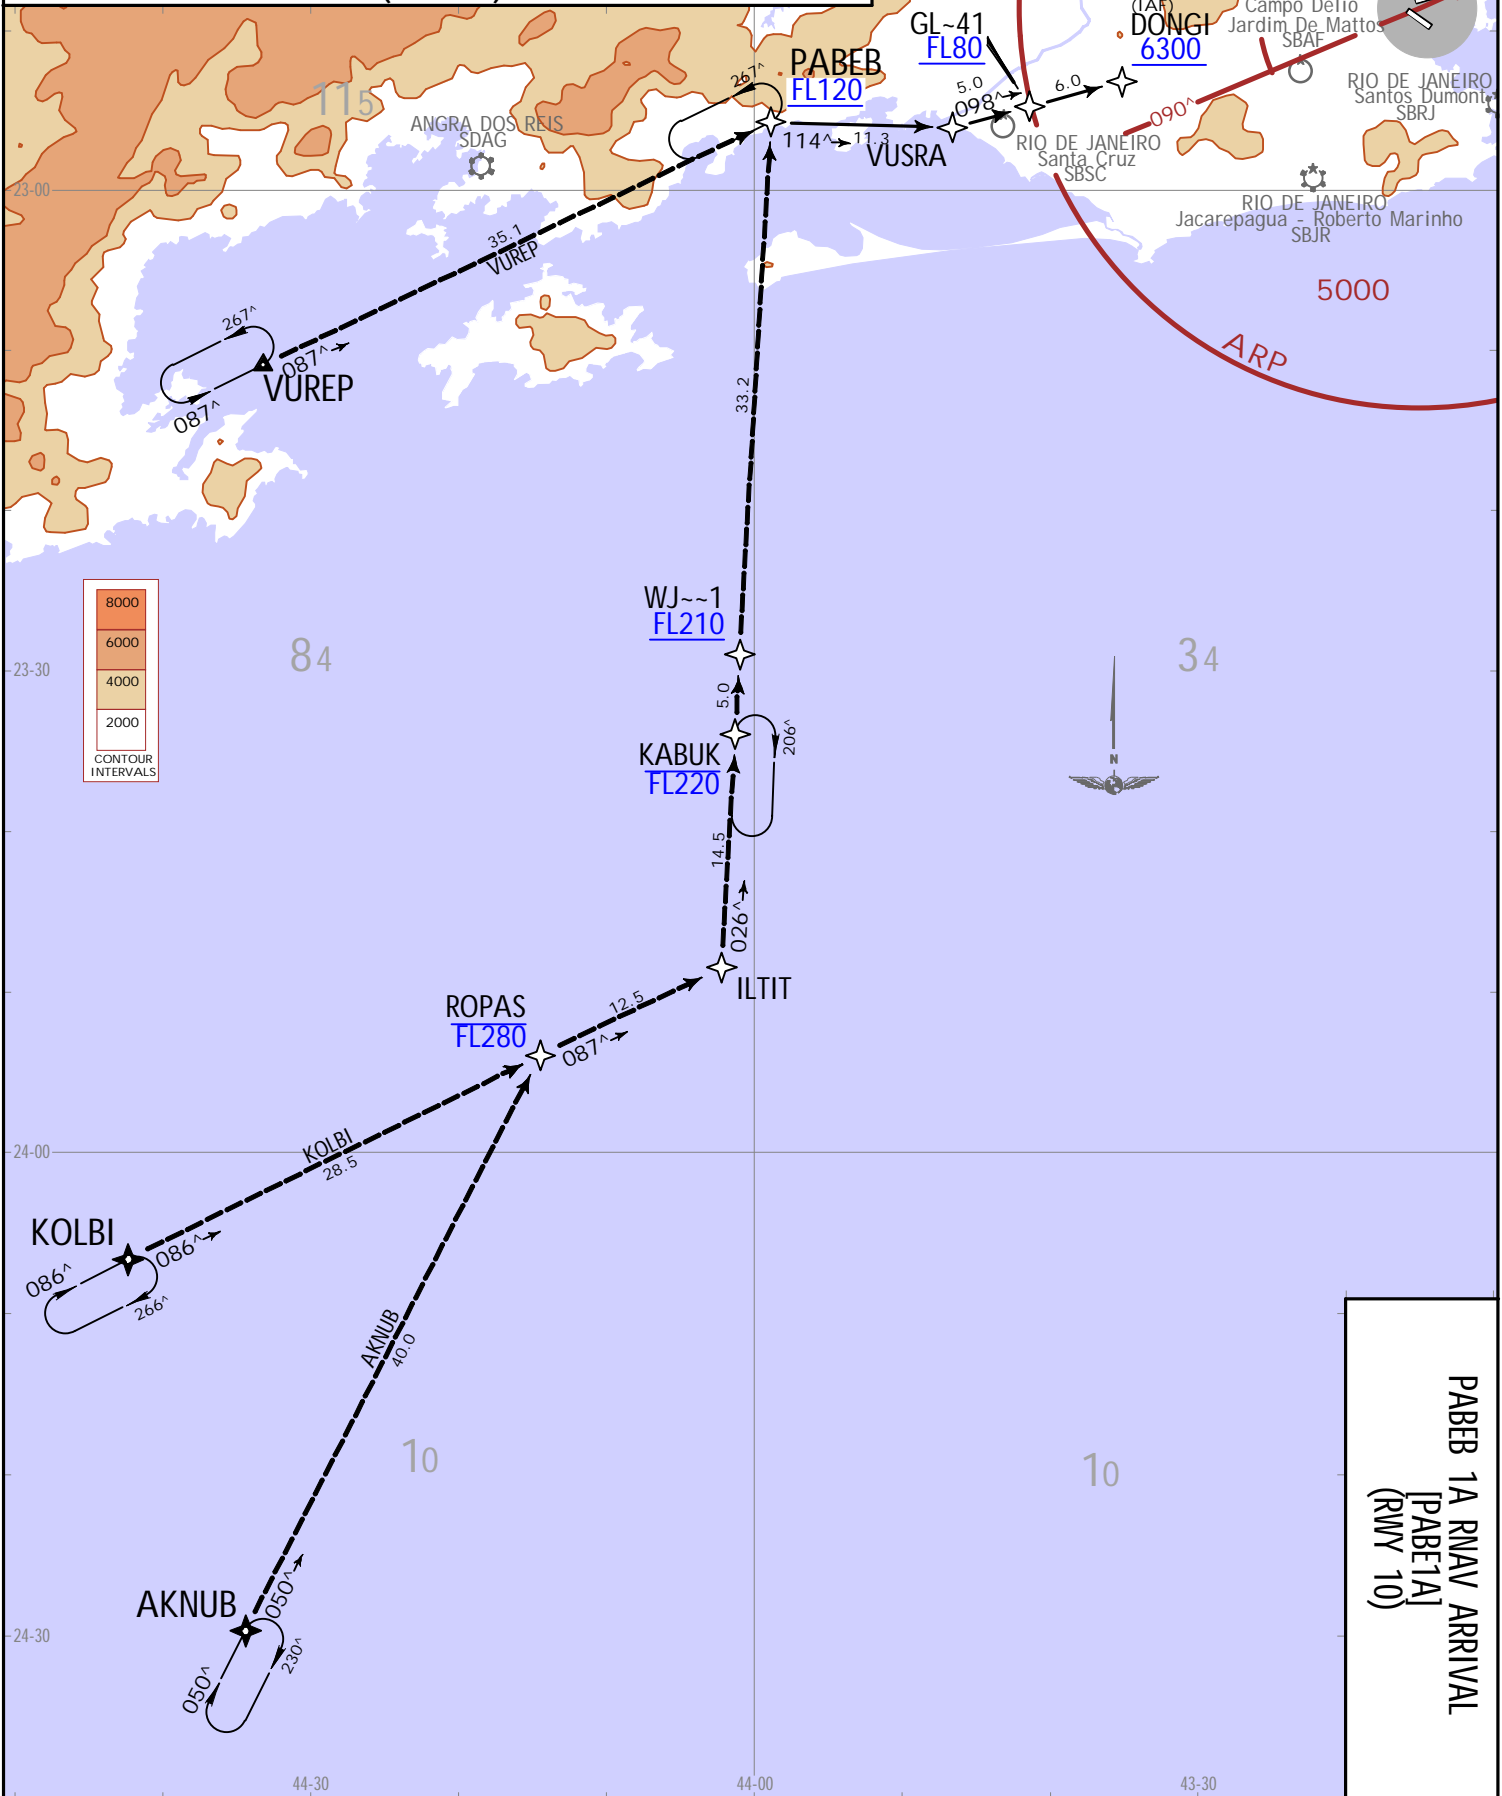 (IAF)
DONGI
6300
Campo Delio
Jardim De Mattos
SBAF
GL~41
FL80
PABEB
FL120
267^
5.0
098^
6.0
090^
RIO DE JANEIRO
Santos Dumont
SBRJ
115
ANGRA DOS REIS
SDAG
114^
11.3
VUSRA
RIO DE JANEIRO
Santa Cruz
SBSC
23-00
RIO DE JANEIRO
Jacarepagua - Roberto Marinho
SBJR
35.1
VUREP
5000
ARP
267^
087^
VUREP
087^
33.2
WJ~~1
FL210
8000
6000
4000
2000
CONTOUR
INTERVALS
84
34
23-30
5.0
206^
KABUK
FL220
N
14.5
026^
ILTIT
ROPAS
FL280
12.5
087^
24-00
KOLBI
28.5
KOLBI
086^
086^
266^
AKNUB
40.0
10
10
PABEB 1A RNAV ARRIVAL
[PABE1A]
(RWY 10)
AKNUB
050^
24-30
050^
230^
44-30
44-00
43-30